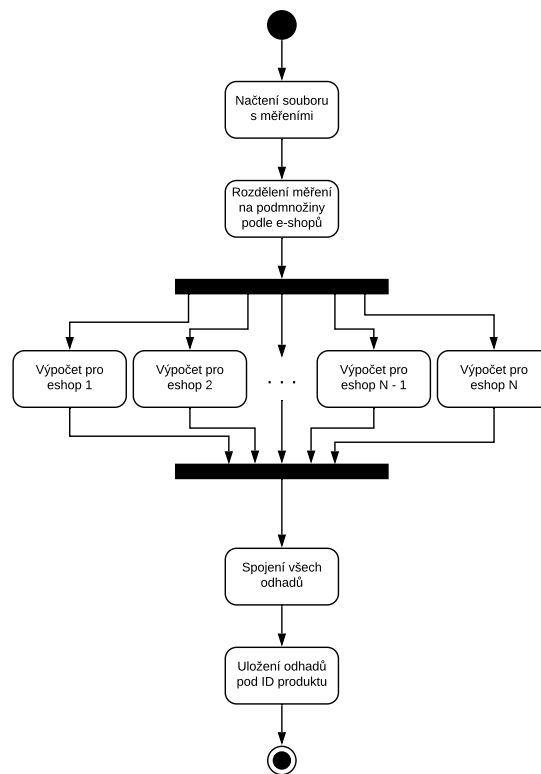 Načtení souboru
s měřeními
Rozdělení měření
na podmnožiny
podle e-shopů
Výpočet pro
eshop 1
Výpočet pro
eshop 2
. . .
Výpočet pro
eshop N - 1
Výpočet pro
eshop N
Spojení všech
odhadů
Uložení odhadů
pod ID produktu